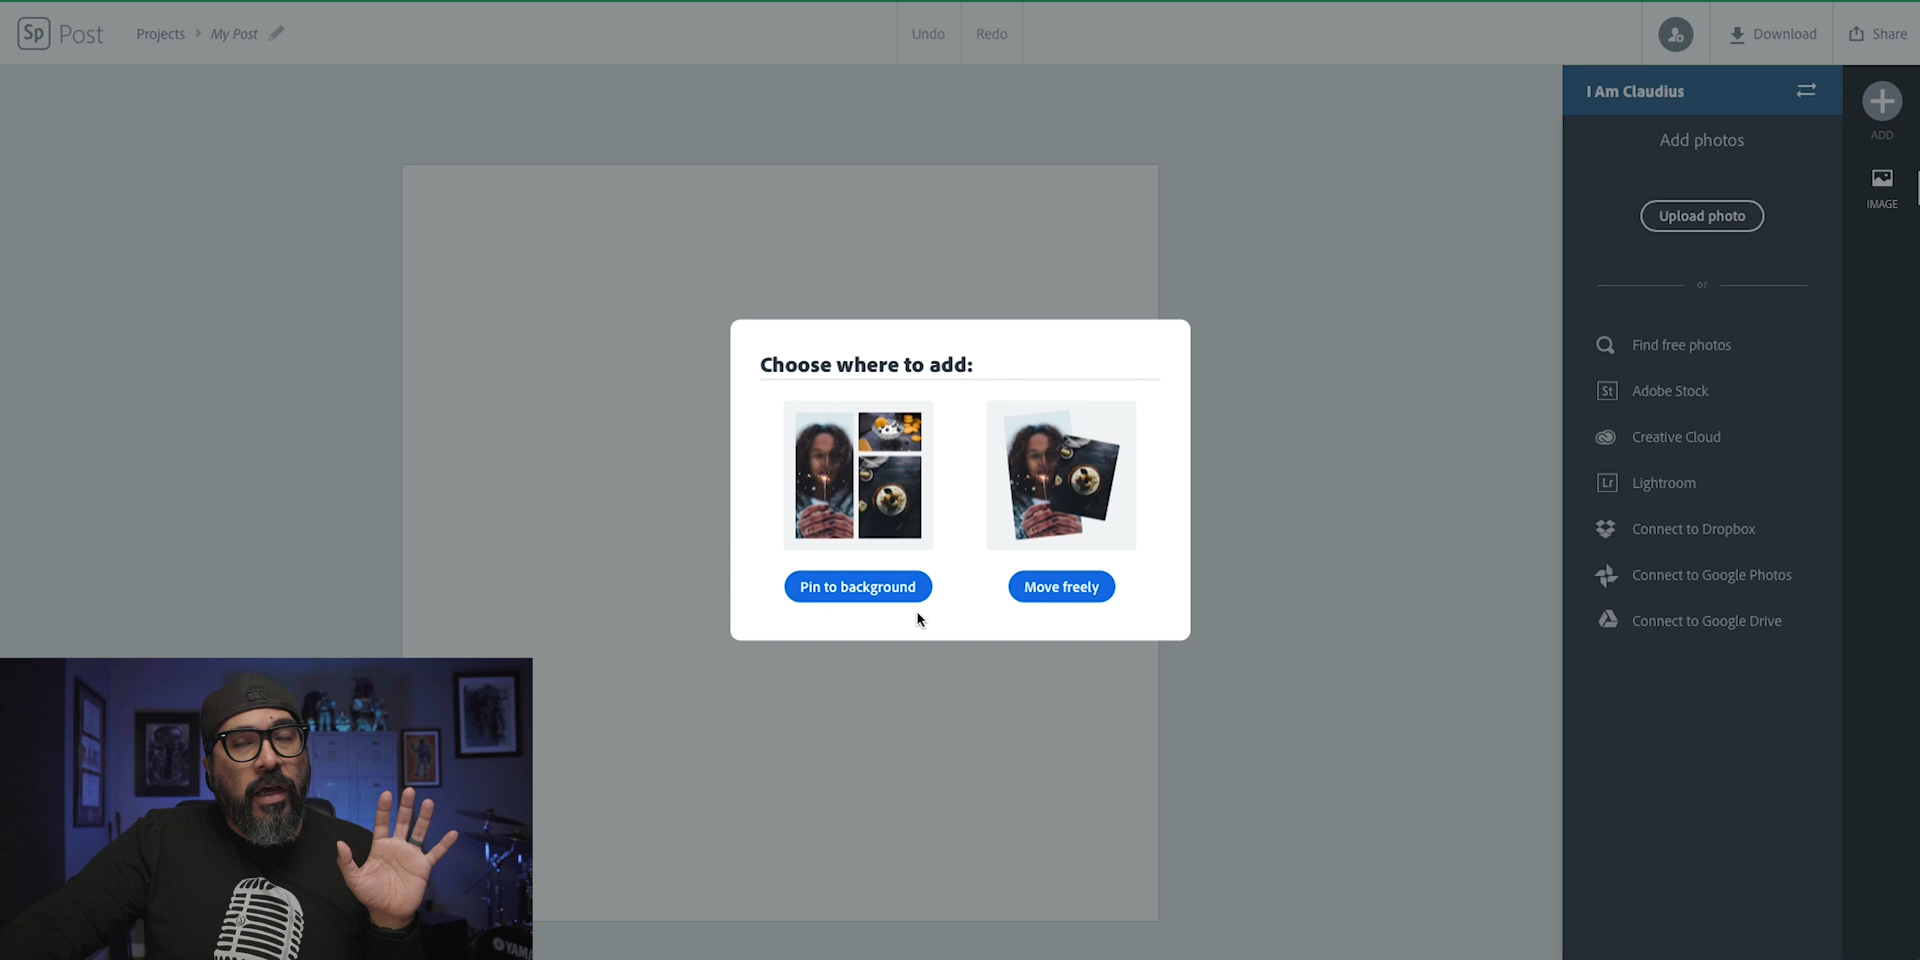 Sp Post Projects > My Post Undo Redo Download Share
I Am Claudius
ADD
Add photos
IMAGE
Upload photo
or
Choose where to add:
Find free photos
St Adobe Stock
Creative Cloud
Lr Lightroom
Connect to Dropbox
Connect to Google Photos
Pin to background Move freely
Connect to Google Drive